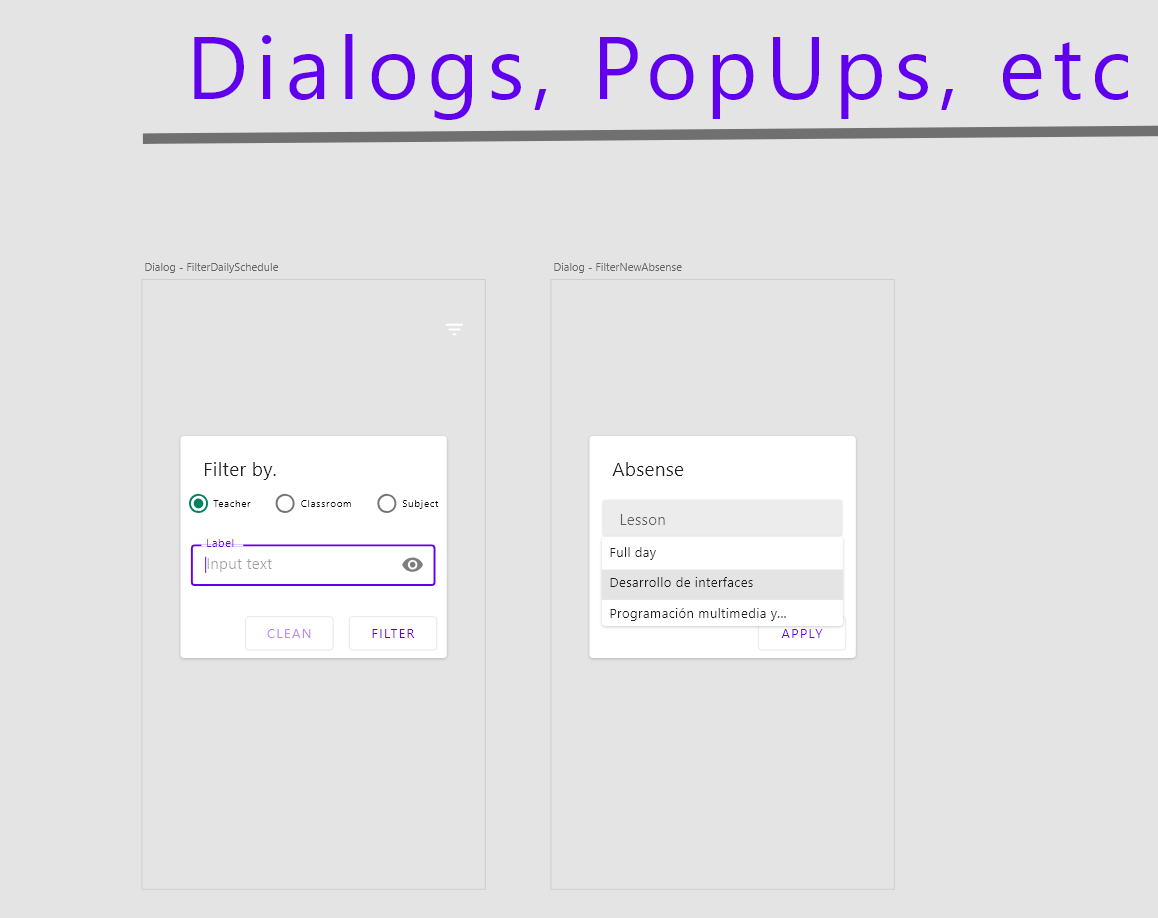 Dialogs, PopUps, etc
Dialog - FilterDailySchedule
Dialog - FilterNewAbsense
Filter by.
Teacher
Classroom
Subject
Label
Input text
CLEAN
FILTER
Absense
Lesson
Full day
Desarrollo de interfaces
Programación multimedia y...
APPLY